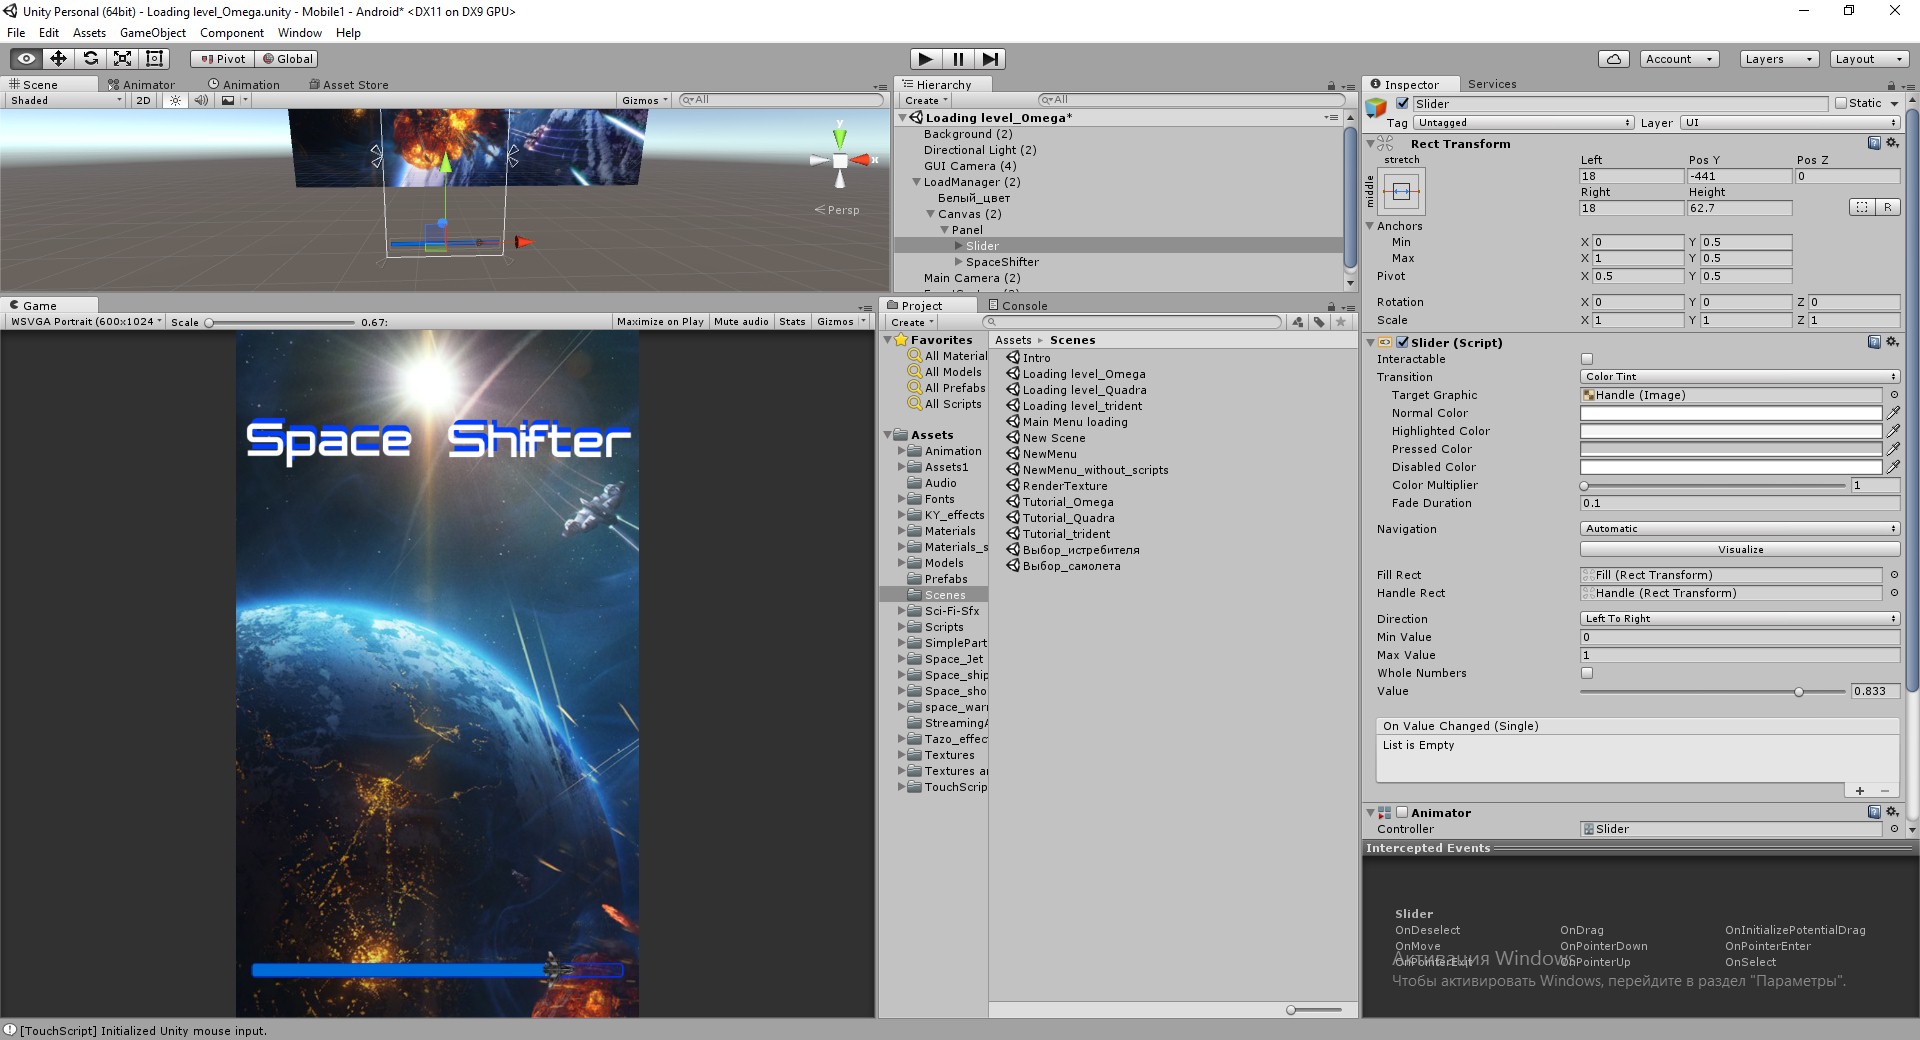 Unity Personal (64bit) - Loading level_Omega.unity - Mobile1 - Android* <DX11 on DX9 GPU>
File Edit Assets GameObject Component Window Help
Pivot Global
Account Layers Layout
Scene Animator Animation Asset Store
Shaded 2D Gizmos All
y
x
Persp
Hierarchy
Create All
Loading level_Omega*
Background (2)
Directional Light (2)
GUI Camera (4)
LoadManager (2)
Белый_цвет
Canvas (2)
Panel
Slider
SpaceShifter
Main Camera (2)
Game
WSVGA Portrait (600x1024 Scale 0.67: Maximize on Play Mute audio Stats Gizmos
Space Shifter
Project Console
Create
Favorites
All Material
All Models
All Prefabs
All Scripts
Assets
Animation
Assets1
Audio
Fonts
KY_effects
Materials
Materials_s
Models
Prefabs
Scenes
Sci-Fi-Sfx
Scripts
SimplePart
Space_Jet
Space_ship
Space_sho
space_warr
StreamingA
Tazo_effec
Textures
Textures a
TouchScrip
Assets Scenes
Intro
Loading level_Omega
Loading level_Quadra
Loading level_trident
Main Menu loading
New Scene
NewMenu
NewMenu_without_scripts
RenderTexture
Tutorial_Omega
Tutorial_Quadra
Tutorial_trident
Выбор_истребителя
Выбор_самолета
Inspector Services
Slider Static
Tag Untagged Layer UI
Rect Transform
stretch
middle
Left Pos Y Pos Z
18 -441 0
Right Height
18 62.7 R
Anchors
Min X 0 Y 0.5
Max X 1 Y 0.5
Pivot X 0.5 Y 0.5
Rotation X 0 Y 0 Z 0
Scale X 1 Y 1 Z 1
Slider (Script)
Interactable
Transition Color Tint
Target Graphic Handle (Image)
Normal Color
Highlighted Color
Pressed Color
Disabled Color
Color Multiplier 1
Fade Duration 0.1
Navigation Automatic
Visualize
Fill Rect Fill (Rect Transform)
Handle Rect Handle (Rect Transform)
Direction Left To Right
Min Value 0
Max Value 1
Whole Numbers
Value 0.833
On Value Changed (Single)
List is Empty
Animator
Controller Slider
Intercepted Events
Slider
OnDeselect OnDrag OnInitializePotentialDrag
OnMove OnPointerDown OnPointerEnter
OnPointerExit OnPointerUp OnSelect
Активация Windows
Чтобы активировать Windows, перейдите в раздел "Параметры".
[TouchScript] Initialized Unity mouse input.